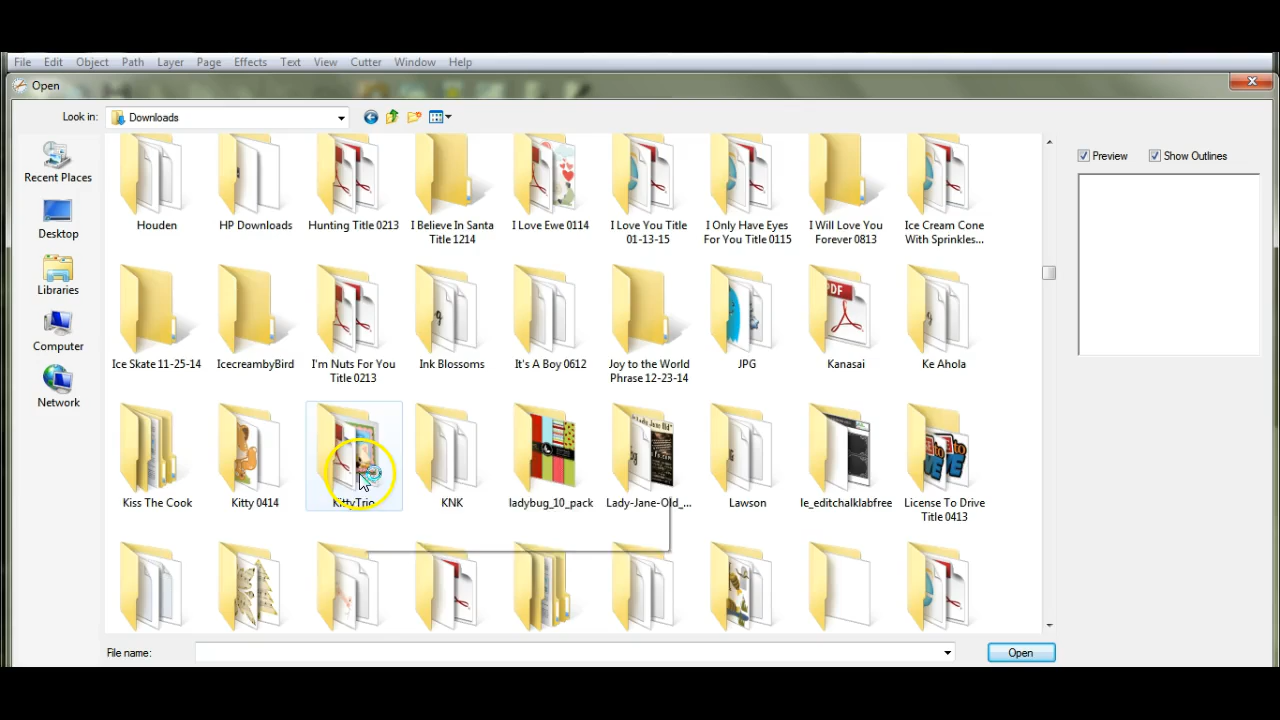 File Edit Object Path Layer Page Effects Text View Cutter Window Help
Open
Look in: Downloads
Recent Places
Desktop
Libraries
Computer
Network
Preview Show Outlines
Houden
HP Downloads
Hunting Title 0213
I Believe In Santa
Title 1214
I Love Ewe 0114
I Love You Title
01-13-15
I Only Have Eyes
For You Title 0115
I Will Love You
Forever 0813
Ice Cream Cone
With Sprinkles...
Ice Skate 11-25-14
IcecreambyBird
I'm Nuts For You
Title 0213
Ink Blossoms
It's A Boy 0612
Joy to the World
Phrase 12-23-14
JPG
PDF
Kanasai
Ke Ahola
Kiss The Cook
Kitty 0414
KittyTrio
KNK
ladybug_10_pack
Lady-Jane-Old_...
Lawson
le_editchalklabfree
License To Drive
Title 0413
File name:
Open